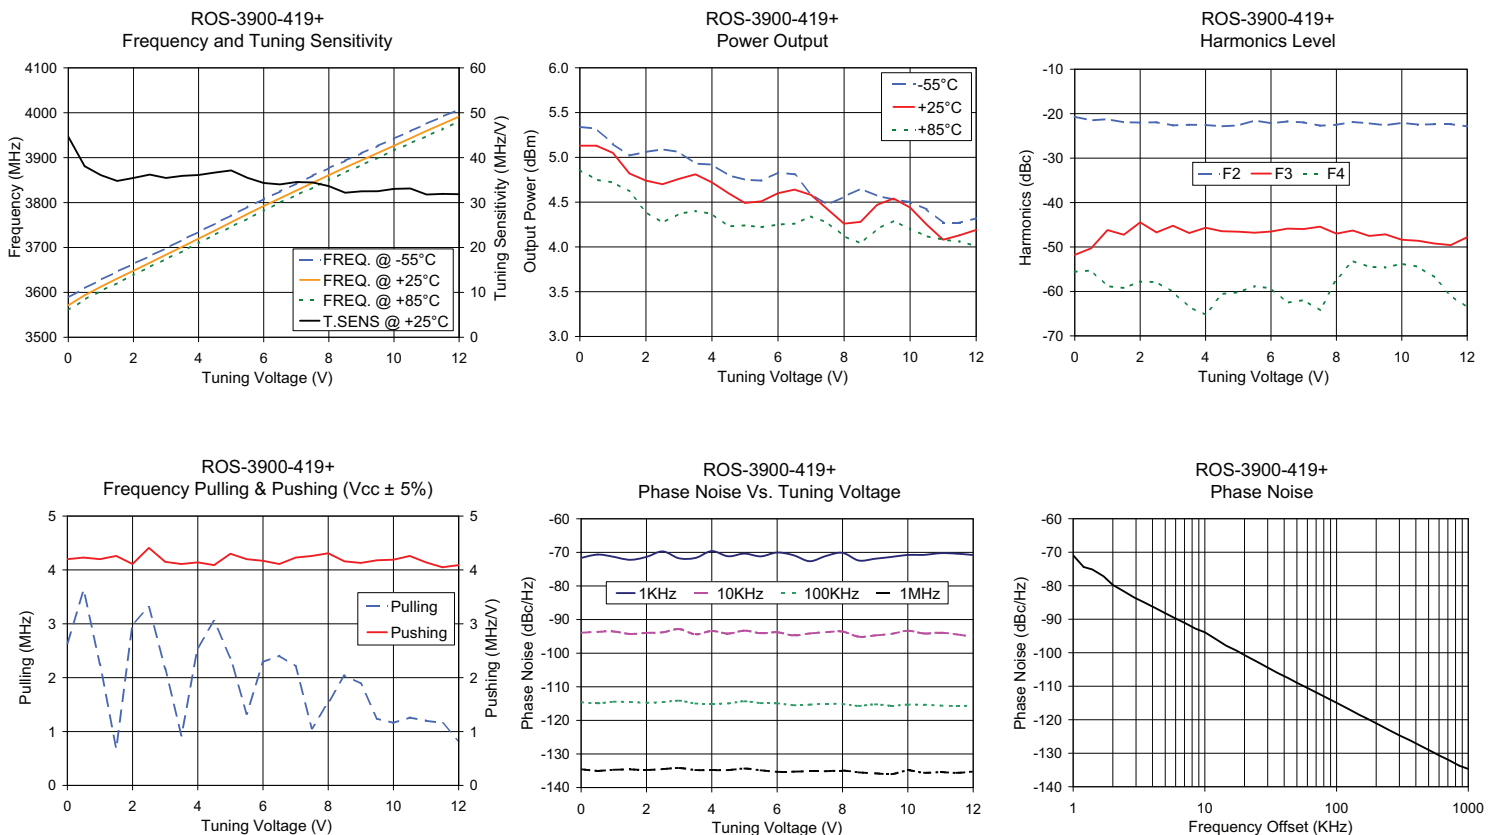 ROS-3900-419+
Frequency and Tuning Sensitivity
4100
4000
3900
3800
3700
3600
3500
60
50
40
30
20
10
0
Frequency (MHz)
Tuning Sensitivity (MHz/V)
FREQ. @ -55°C
FREQ. @ +25°C
FREQ. @ +85°C
T.SENS @ +25°C
0 2 4 6 8 10 12
Tuning Voltage (V)
ROS-3900-419+
Power Output
6.0
5.5
5.0
4.5
4.0
3.5
3.0
Output Power (dBm)
-55°C
+25°C
+85°C
0 2 4 6 8 10 12
Tuning Voltage (V)
ROS-3900-419+
Harmonics Level
-10
-20
-30
-40
-50
-60
-70
Harmonics (dBc)
F2 F3 F4
0 2 4 6 8 10 12
Tuning Voltage (V)
ROS-3900-419+
Frequency Pulling & Pushing (Vcc ± 5%)
5
4
3
2
1
0
5
4
3
2
1
0
Pulling (MHz)
Pushing (MHz/V)
Pulling
Pushing
0 2 4 6 8 10 12
Tuning Voltage (V)
ROS-3900-419+
Phase Noise Vs. Tuning Voltage
-60
-70
-80
-90
-100
-110
-120
-130
-140
Phase Noise (dBc/Hz)
1KHz 10KHz 100KHz 1MHz
0 2 4 6 8 10 12
Tuning Voltage (V)
ROS-3900-419+
Phase Noise
-60
-70
-80
-90
-100
-110
-120
-130
-140
Phase Noise (dBc/Hz)
1 10 100 1000
Frequency Offset (KHz)